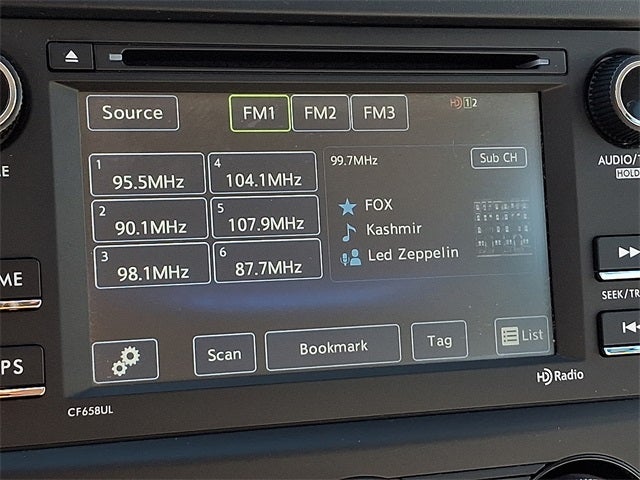 Source FM1 FM2 FM3 HD 1 2
1 95.5MHz 4 104.1MHz
2 90.1MHz 5 107.9MHz
3 98.1MHz 6 87.7MHz
99.7MHz Sub CH
FOX
Kashmir
Led Zeppelin
Scan Bookmark Tag List
HD Radio
CF658UL
ME
PS
AUDIO/T
HOLD
SEEK/TRA